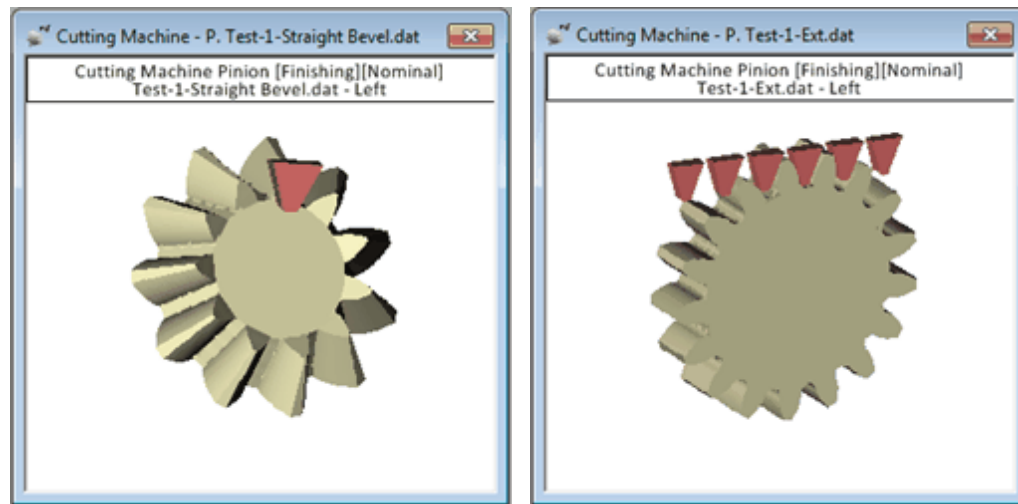 Cutting Machine - P. Test-1-Straight Bevel.dat
Cutting Machine Pinion [Finishing][Nominal]
Test-1-Straight Bevel.dat - Left
Cutting Machine - P. Test-1-Ext.dat
Cutting Machine Pinion [Finishing][Nominal]
Test-1-Ext.dat - Left